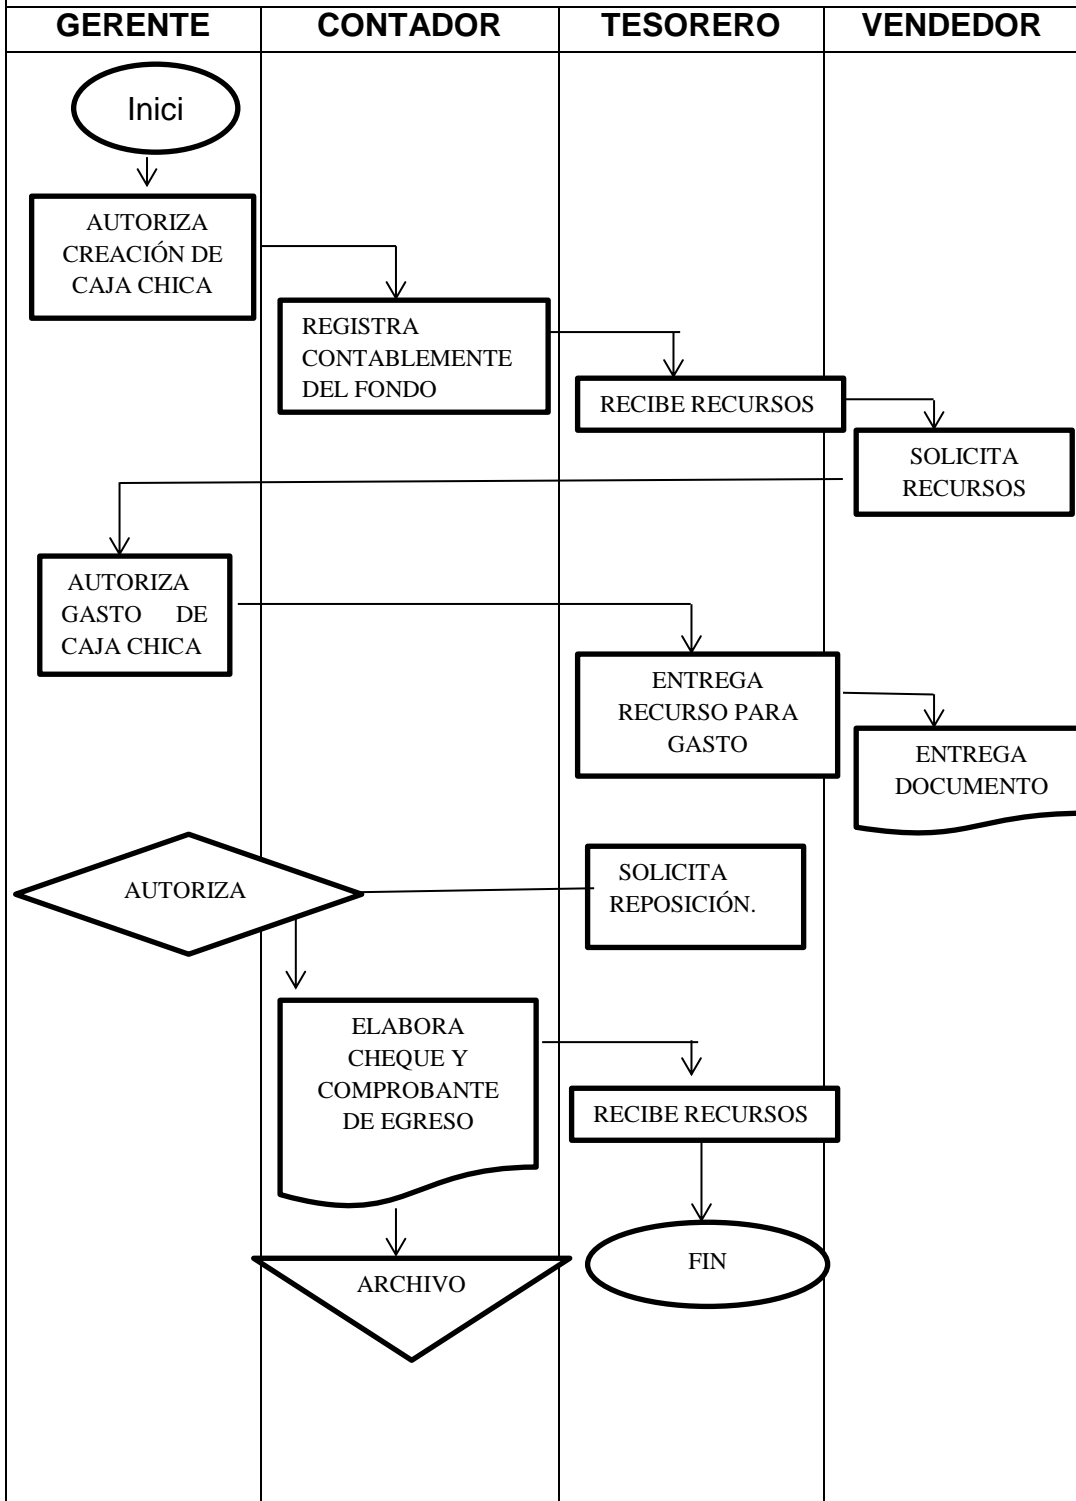 GERENTE CONTADOR TESORERO VENDEDOR
Inici
AUTORIZA
CREACIÓN DE
CAJA CHICA
REGISTRA
CONTABLEMENTE
DEL FONDO
RECIBE RECURSOS
SOLICITA
RECURSOS
AUTORIZA
GASTO DE
CAJA CHICA
ENTREGA
RECURSO PARA
GASTO
ENTREGA
DOCUMENTO
AUTORIZA
SOLICITA
REPOSICIÓN.
ELABORA
CHEQUE Y
COMPROBANTE
DE EGRESO
RECIBE RECURSOS
ARCHIVO
FIN